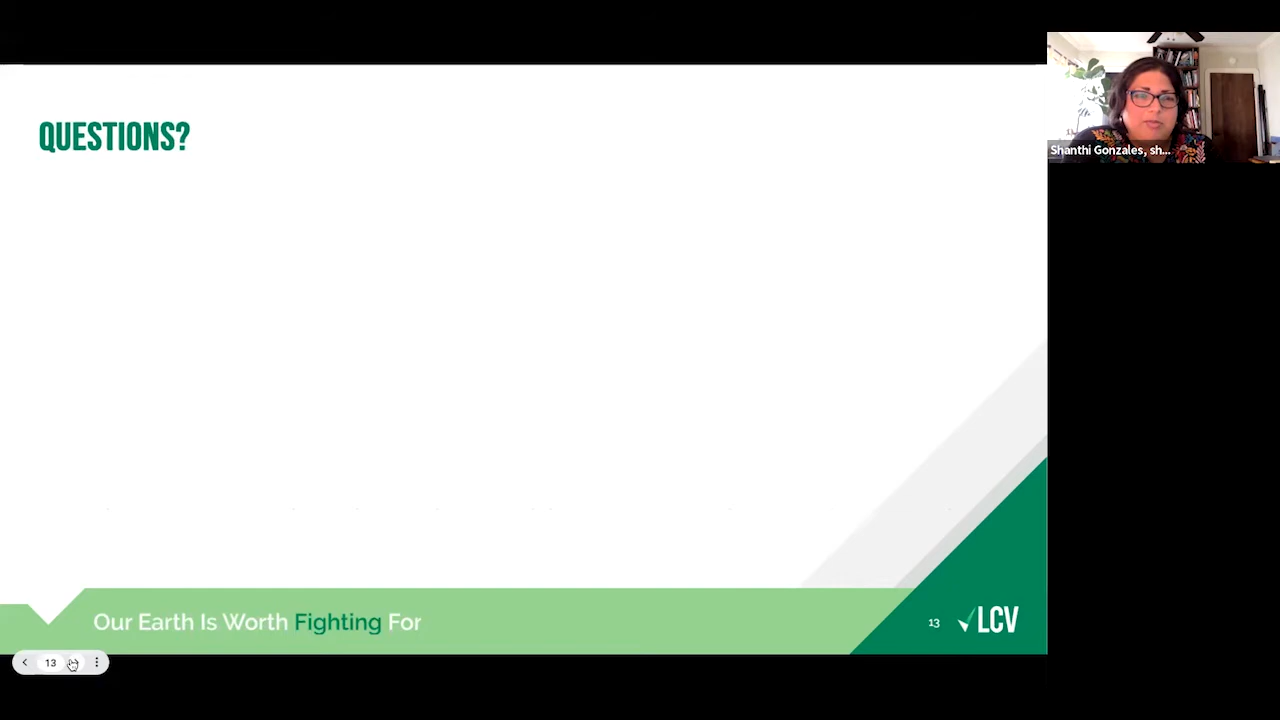 QUESTIONS?
Shanthi Gonzales, sh...
Our Earth Is Worth Fighting For
13
LCV
13